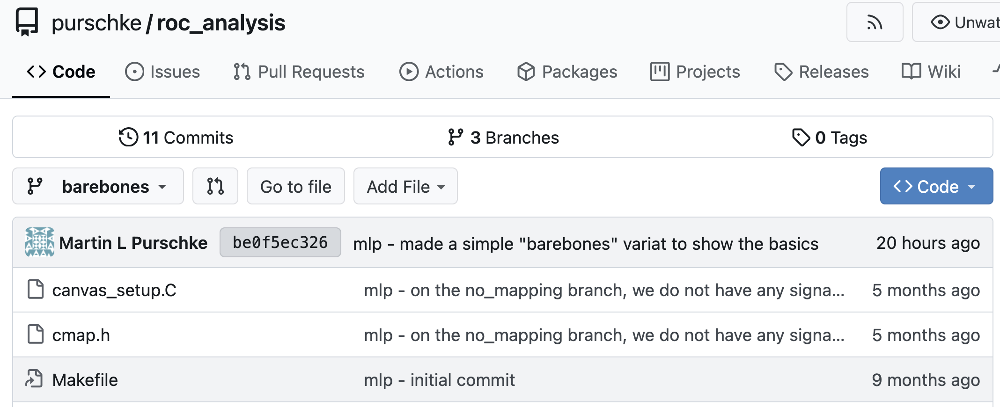 purschke / roc_analysis
Unwat
Code Issues Pull Requests Actions Packages Projects Releases Wiki
11 Commits 3 Branches 0 Tags
barebones Go to file Add File Code
Martin L Purschke be0f5ec326 mlp - made a simple "barebones" variat to show the basics 20 hours ago
canvas_setup.C mlp - on the no_mapping branch, we do not have any signa... 5 months ago
cmap.h mlp - on the no_mapping branch, we do not have any signa... 5 months ago
Makefile mlp - initial commit 9 months ago